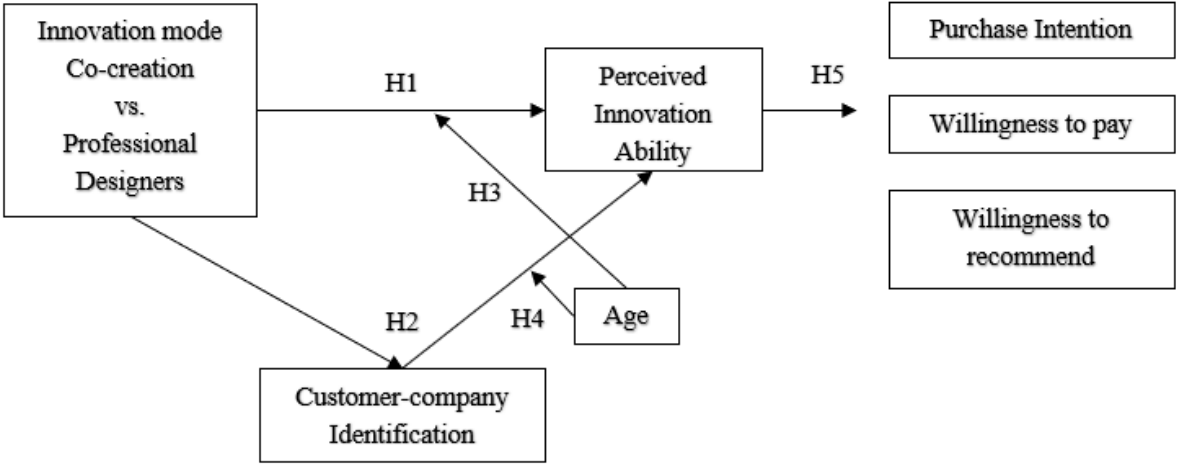 Innovation mode
Co-creation
vs.
Professional
Designers
H1
Perceived
Innovation
Ability
H5
Purchase Intention
Willingness to pay
Willingness to
recommend
H3
H2
H4
Age
Customer-company
Identification